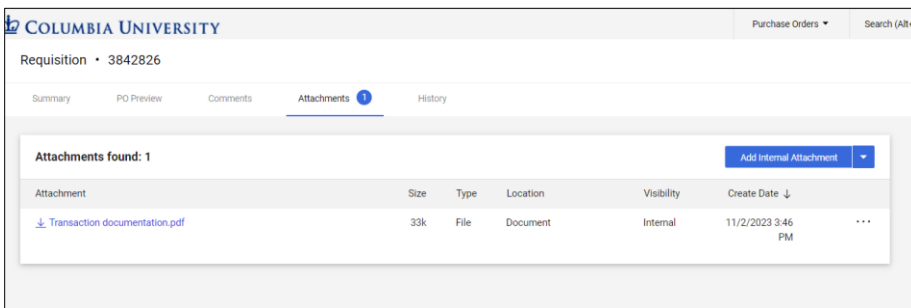 COLUMBIA UNIVERSITY
Purchase Orders
Search (Alt
Requisition • 3842826
Summary PO Preview Comments Attachments 1 History
Attachments found: 1
Add Internal Attachment
Attachment Size Type Location Visibility Create Date ↓
Transaction documentation.pdf 33k File Document Internal 11/2/2023 3:46
PM